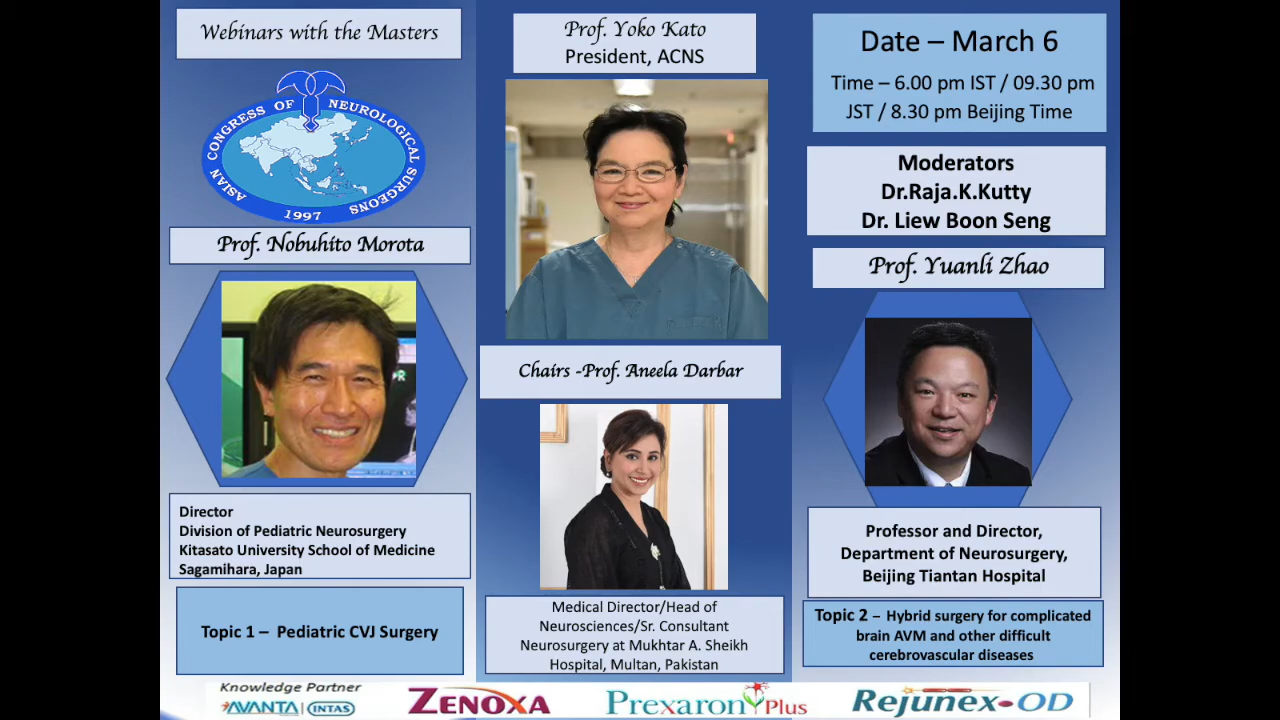 Webinars with the Masters
ASIAN CONGRESS OF NEUROLOGICAL SURGEONS
1997
Prof. Nobuhito Morota
Director
Division of Pediatric Neurosurgery
Kitasato University School of Medicine
Sagamihara, Japan
Topic 1 – Pediatric CVJ Surgery
Prof. Yoko Kato
President, ACNS
Chairs -Prof. Aneela Darbar
Medical Director/Head of
Neurosciences/Sr. Consultant
Neurosurgery at Mukhtar A. Sheikh
Hospital, Multan, Pakistan
Date – March 6
Time – 6.00 pm IST / 09.30 pm
JST / 8.30 pm Beijing Time
Moderators
Dr.Raja.K.Kutty
Dr. Liew Boon Seng
Prof. Yuanli Zhao
Professor and Director,
Department of Neurosurgery,
Beijing Tiantan Hospital
Topic 2 – Hybrid surgery for complicated
brain AVM and other difficult
cerebrovascular diseases
Knowledge Partner
AVANTA | INTAS
ZENOXA
Prexaron Plus
Rejunex-OD